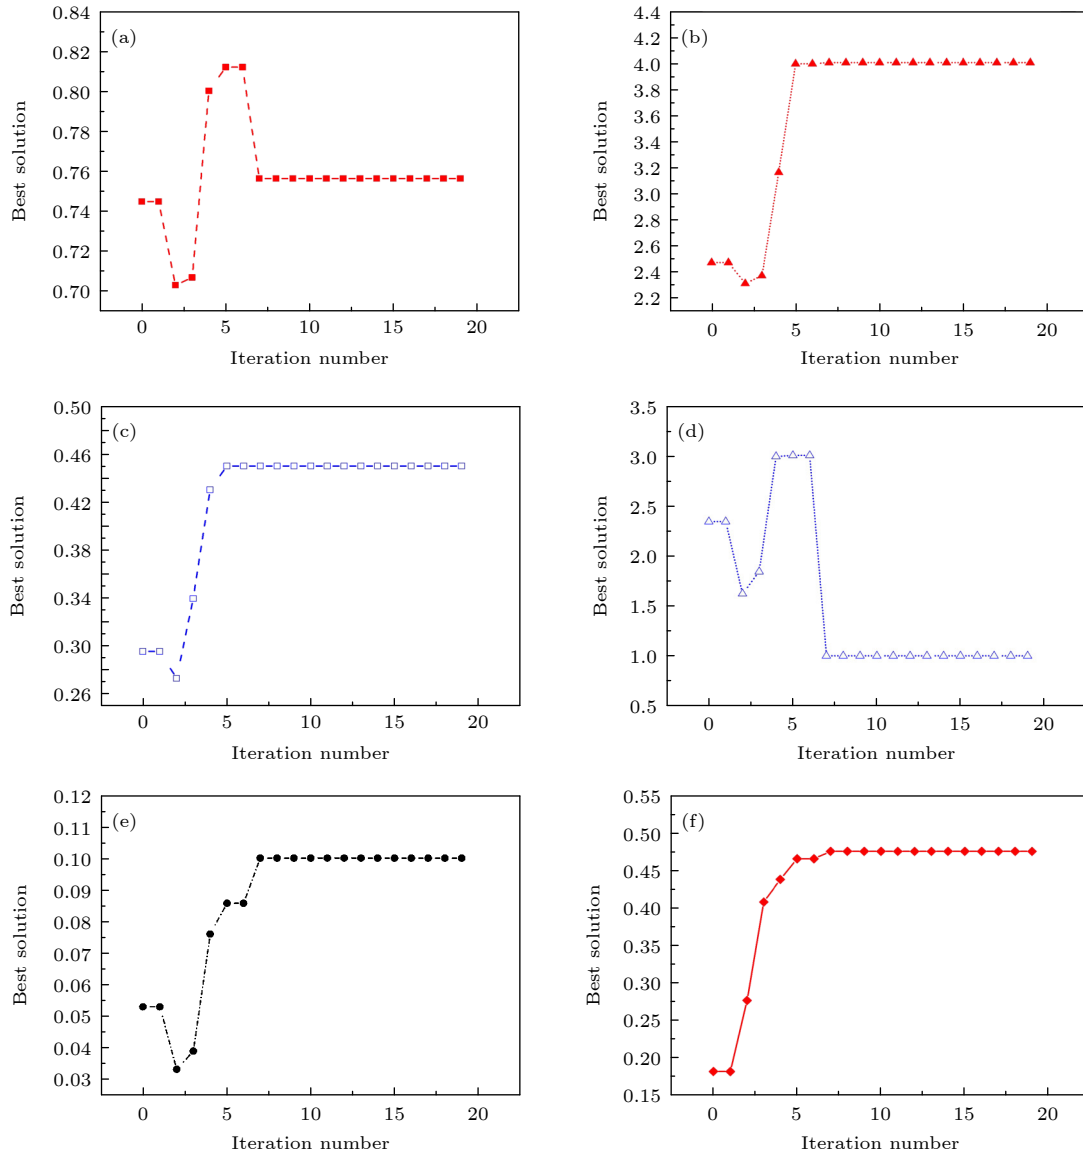 (a)
0.84
0.82
0.80
0.78
0.76
0.74
0.72
0.70
Best solution
0 5 10 15 20
Iteration number
(b)
4.4
4.2
4.0
3.8
3.6
3.4
3.2
3.0
2.8
2.6
2.4
2.2
Best solution
0 5 10 15 20
Iteration number
(c)
0.50
0.46
0.42
0.38
0.34
0.30
0.26
Best solution
0 5 10 15 20
Iteration number
(d)
3.5
3.0
2.5
2.0
1.5
1.0
0.5
Best solution
0 5 10 15 20
Iteration number
(e)
0.12
0.11
0.10
0.09
0.08
0.07
0.06
0.05
0.04
0.03
Best solution
0 5 10 15 20
Iteration number
(f)
0.55
0.50
0.45
0.40
0.35
0.30
0.25
0.20
0.15
Best solution
0 5 10 15 20
Iteration number